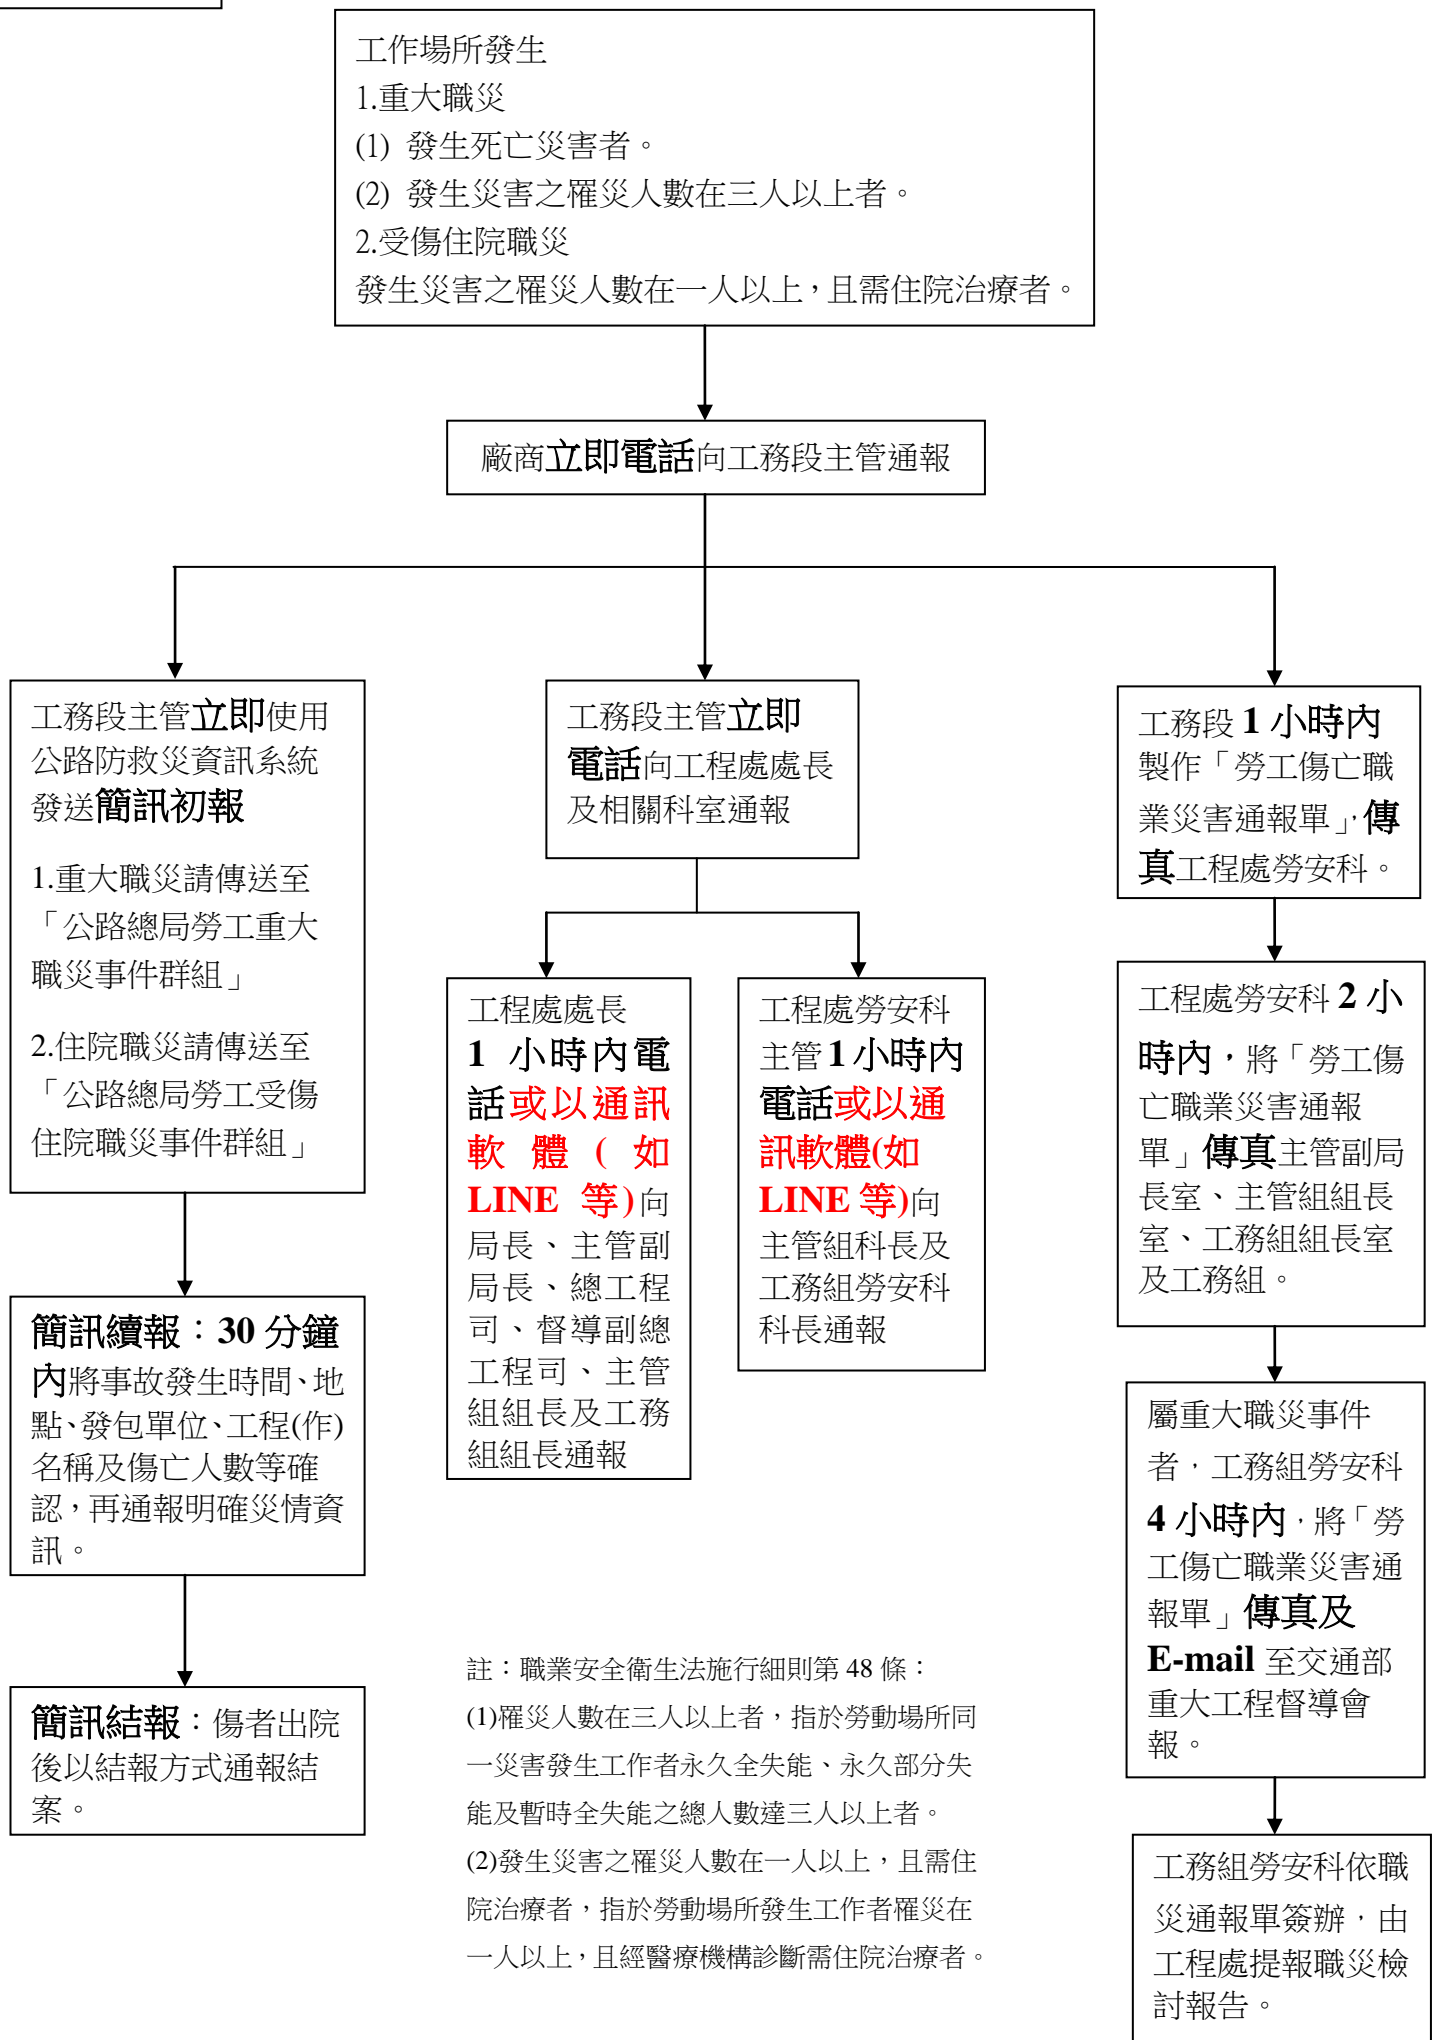 工作場所發生
1.重大職災
(1) 發生死亡災害者。
(2) 發生災害之罹災人數在三人以上者。
2.受傷住院職災
發生災害之罹災人數在一人以上，且需住院治療者。
廠商立即電話向工務段主管通報
工務段主管立即使用
公路防救災資訊系統
發送簡訊初報
1.重大職災請傳送至
「公路總局勞工重大
職災事件群組」
2.住院職災請傳送至
「公路總局勞工受傷
住院職災事件群組」
簡訊續報：30 分鐘
內將事故發生時間、地
點、發包單位、工程(作)
名稱及傷亡人數等確
認，再通報明確災情資
訊。
簡訊結報：傷者出院
後以結報方式通報結
案。
工務段主管立即
電話向工程處處長
及相關科室通報
工程處處長
1 小時內電
話或以通訊
軟體(如
LINE 等)向
局長、主管副
局長、總工程
司、督導副總
工程司、主管
組組長及工務
組組長通報
工程處勞安科
主管 1 小時內
電話或以通
訊軟體(如
LINE 等)向
主管組科長及
工務組勞安科
科長通報
工務段 1 小時內
製作「勞工傷亡職
業災害通報單」，傳
真工程處勞安科。
工程處勞安科 2 小
時內，將「勞工傷
亡職業災害通報
單」傳真主管副局
長室、主管組組長
室、工務組組長室
及工務組。
屬重大職災事件
者，工務組勞安科
4 小時內，將「勞
工傷亡職業災害通
報單」傳真及
E-mail 至交通部
重大工程督導會
報。
工務組勞安科依職
災通報單簽辦，由
工程處提報職災檢
討報告。
註：職業安全衛生法施行細則第 48 條：
(1)罹災人數在三人以上者，指於勞動場所同
一災害發生工作者永久全失能、永久部分失
能及暫時全失能之總人數達三人以上者。
(2)發生災害之罹災人數在一人以上，且需住
院治療者，指於勞動場所發生工作者罹災在
一人以上，且經醫療機構診斷需住院治療者。